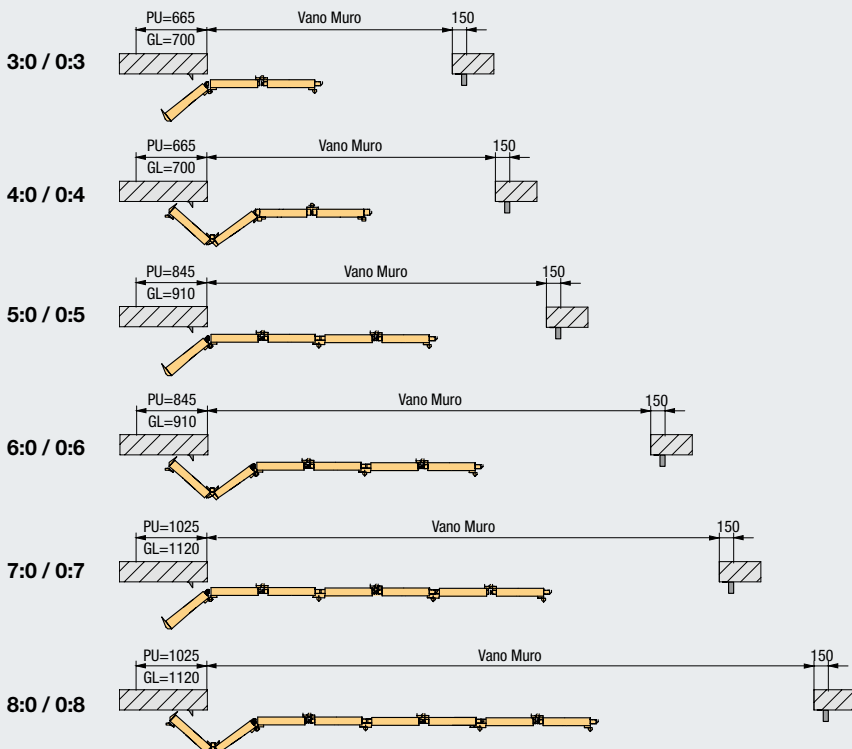 PU=665 Vano Muro 150
GL=700
3:0 / 0:3
PU=665 Vano Muro 150
GL=700
4:0 / 0:4
PU=845 Vano Muro 150
GL=910
5:0 / 0:5
PU=845 Vano Muro 150
GL=910
6:0 / 0:6
PU=1025 Vano Muro 150
GL=1120
7:0 / 0:7
PU=1025 Vano Muro 150
GL=1120
8:0 / 0:8